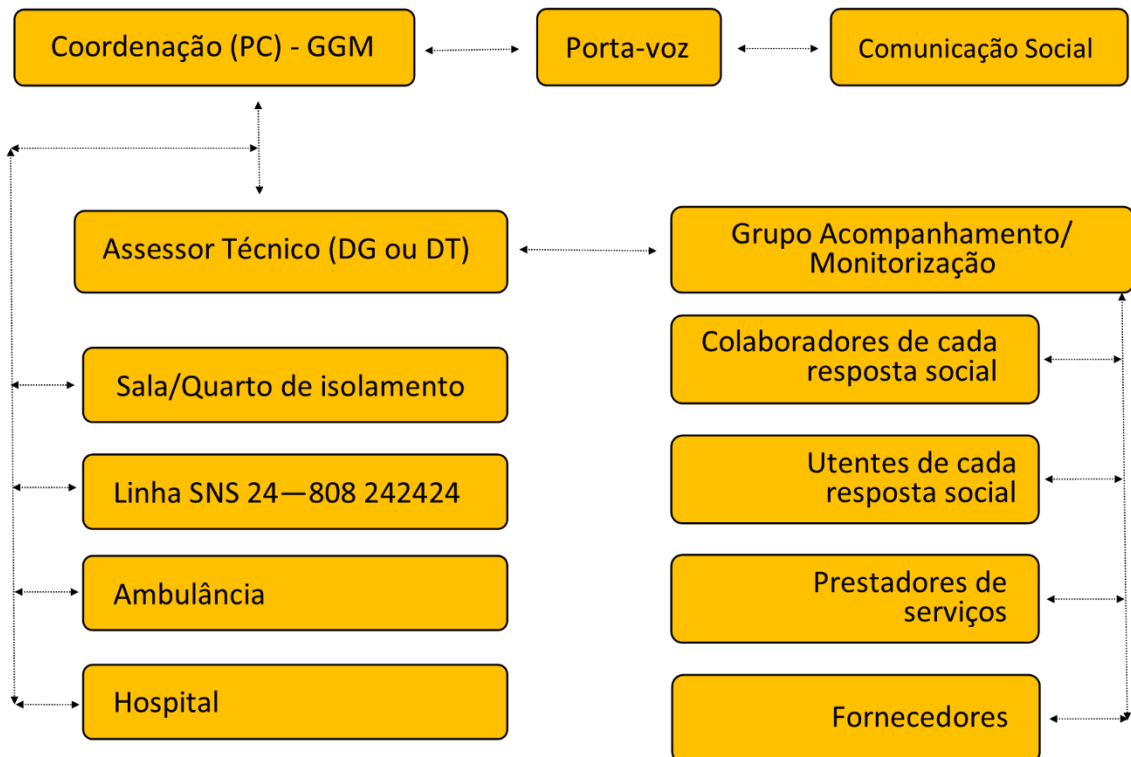 Coordenação (PC) - GGM
Porta-voz
Comunicação Social
Assessor Técnico (DG ou DT)
Grupo Acompanhamento/
Monitorização
Colaboradores de cada
resposta social
Sala/Quarto de isolamento
Utentes de cada
resposta social
Linha SNS 24—808 242424
Prestadores de
serviços
Ambulância
Hospital
Fornecedores